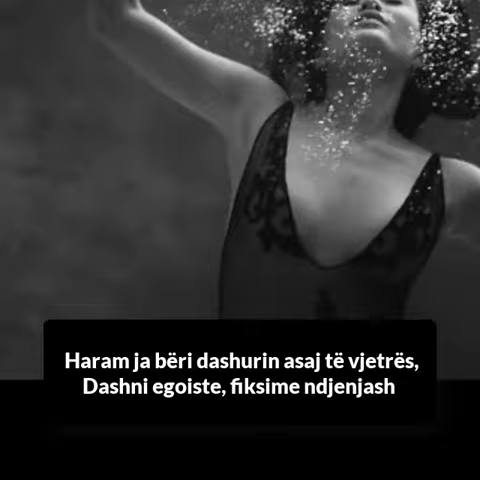 Haram ja bëri dashurin asaj të vjetrës,
Dashni egoiste, fiksime ndjenjash